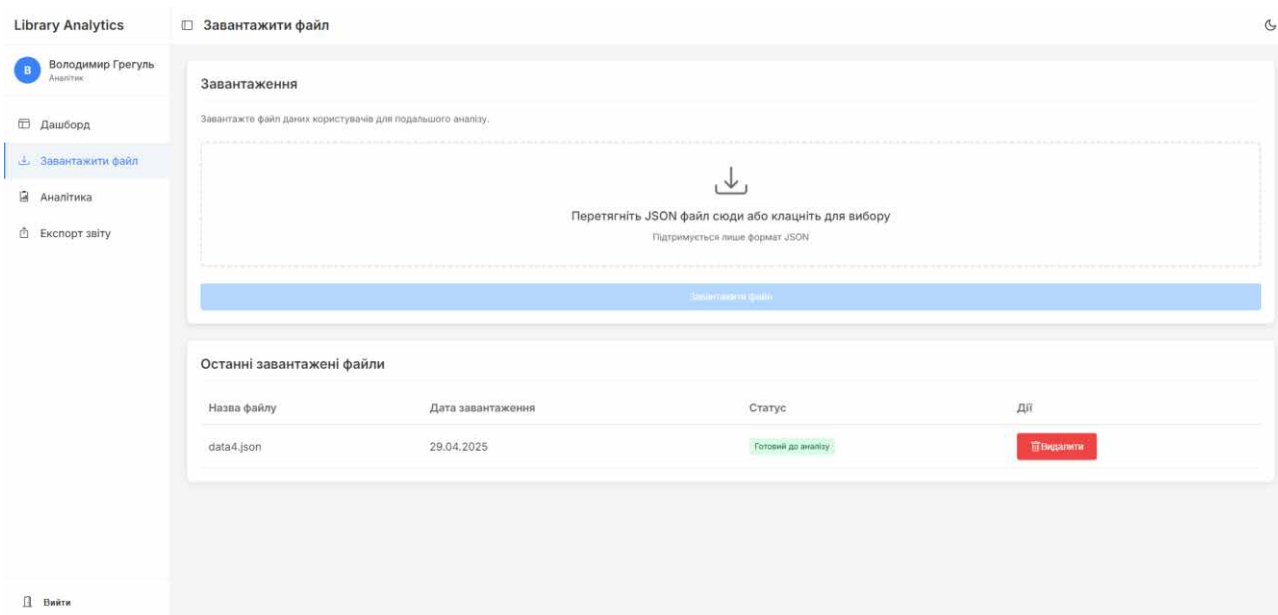 Library Analytics
Завантажити файл
В
Володимир Грегуль
Аналітик
Дашборд
Завантажити файл
Аналітика
Експорт звіту
Вийти
Завантаження
Завантажте файл даних користувачів для подальшого аналізу.
Перетягніть JSON файл сюди або клацніть для вибору
Підтримується лише формат JSON
Завантажити файл
Останні завантажені файли
Назва файлу Дата завантаження Статус Дії
data4.json 29.04.2025 Готовий до аналізу Видалити